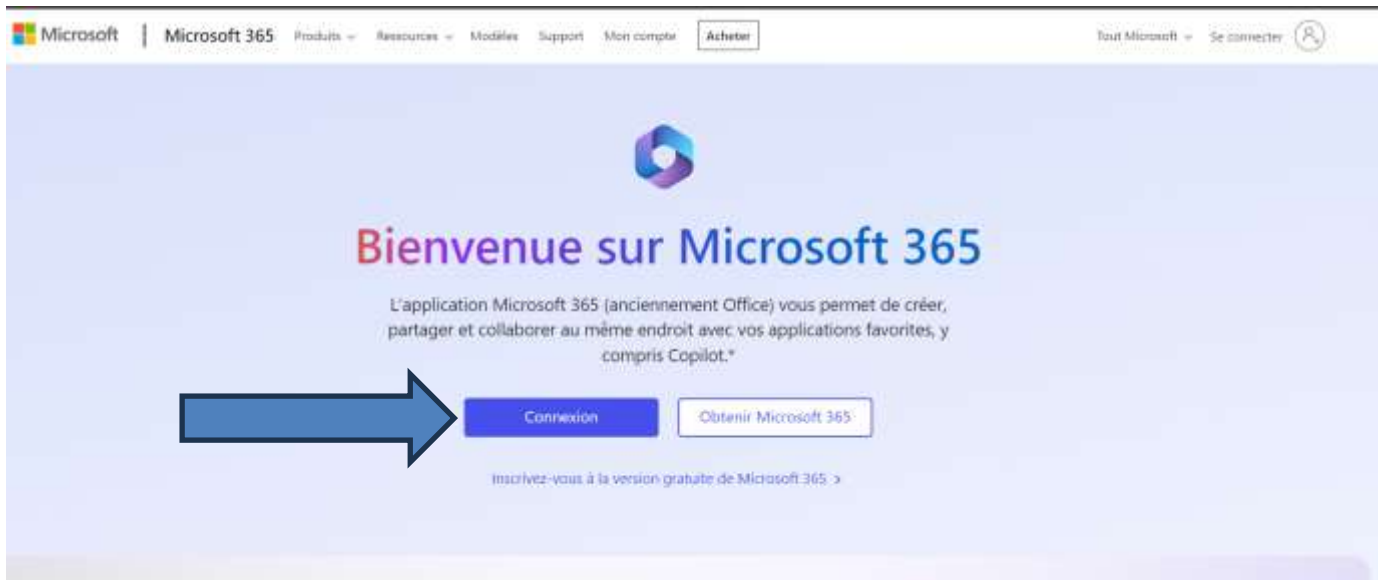 Microsoft | Microsoft 365 Produits Ressources Modèles Support Mon compte Acheter Tout Microsoft Se connecter
Bienvenue sur Microsoft 365
L'application Microsoft 365 (anciennement Office) vous permet de créer,
partager et collaborer au même endroit avec vos applications favorites, y
compris Copilot.*
Connexion Obtenir Microsoft 365
Inscrivez-vous à la version gratuite de Microsoft 365 >